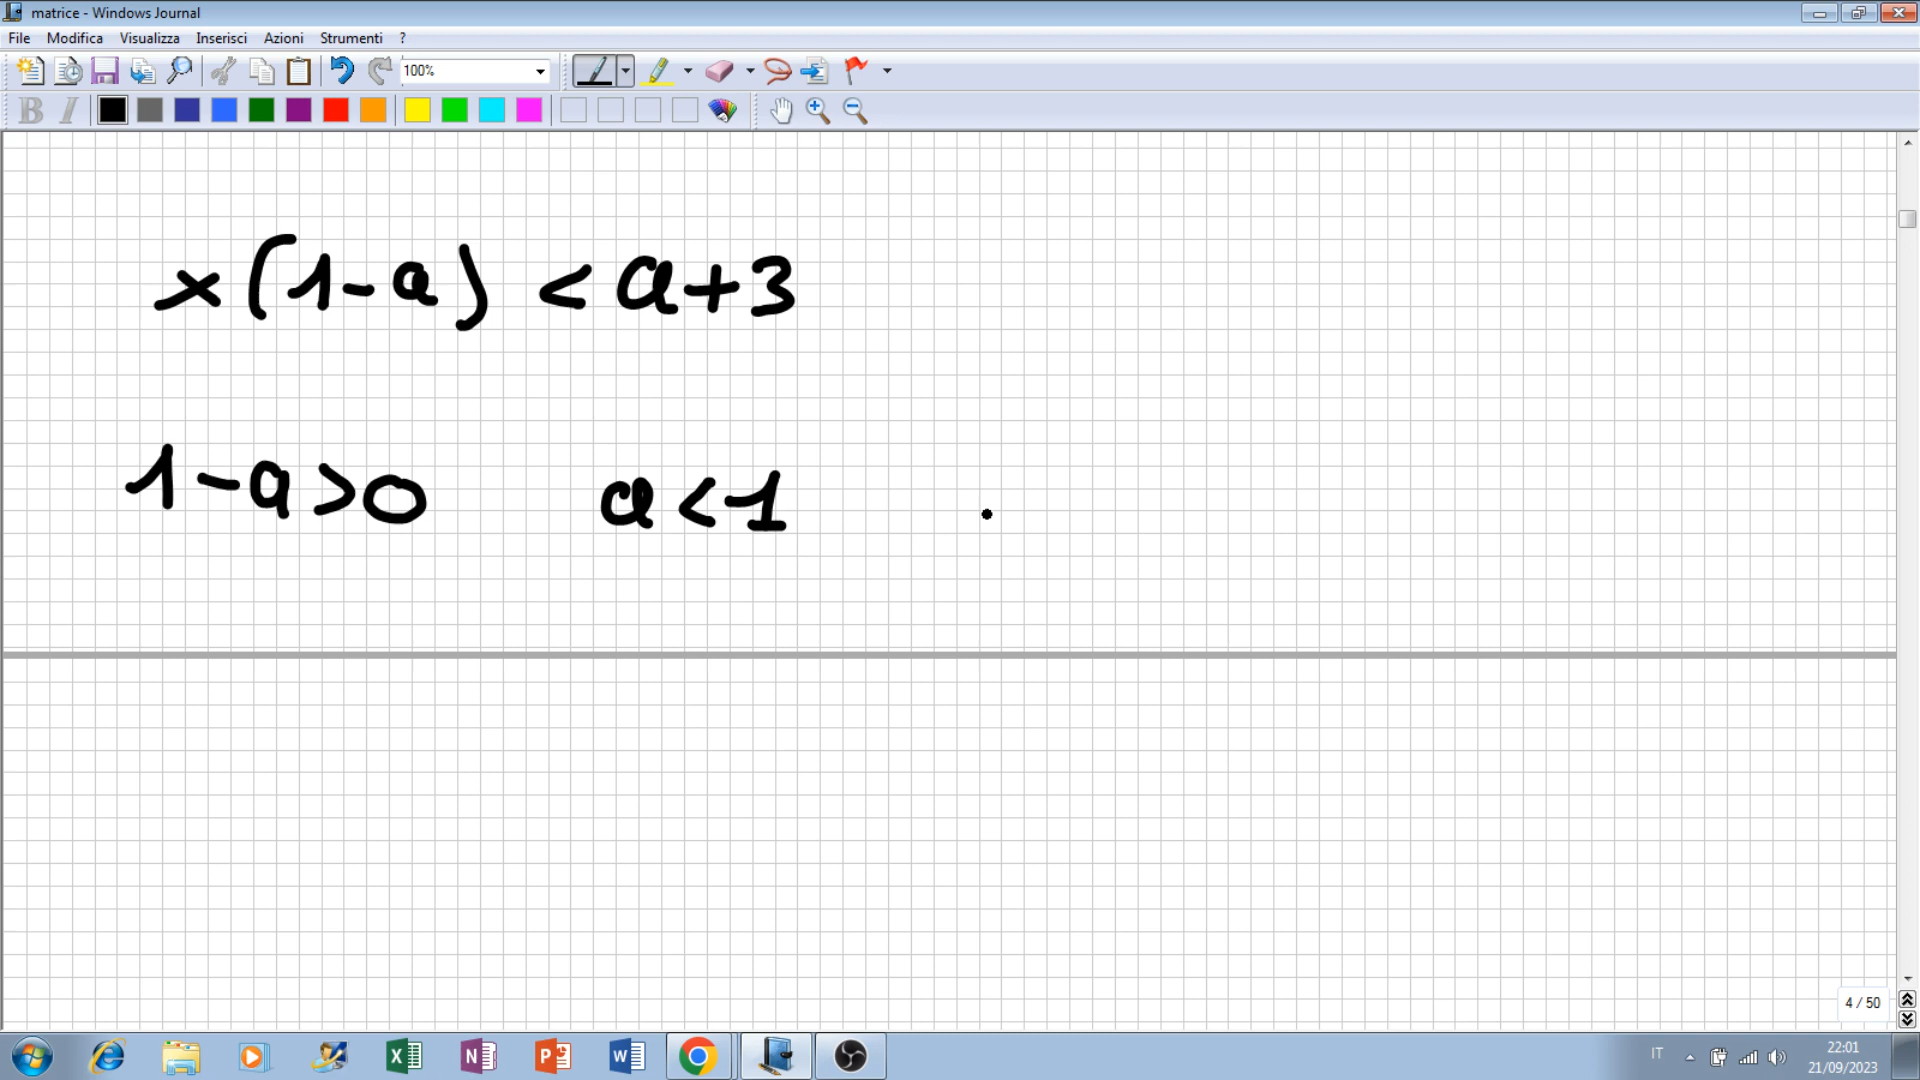 matrice - Windows Journal
File Modifica Visualizza Inserisci Azioni Strumenti ?
100%
B I
x(1-a) < a+3
1-a>0 a<1
4 / 50
IT 22:01
21/09/2023